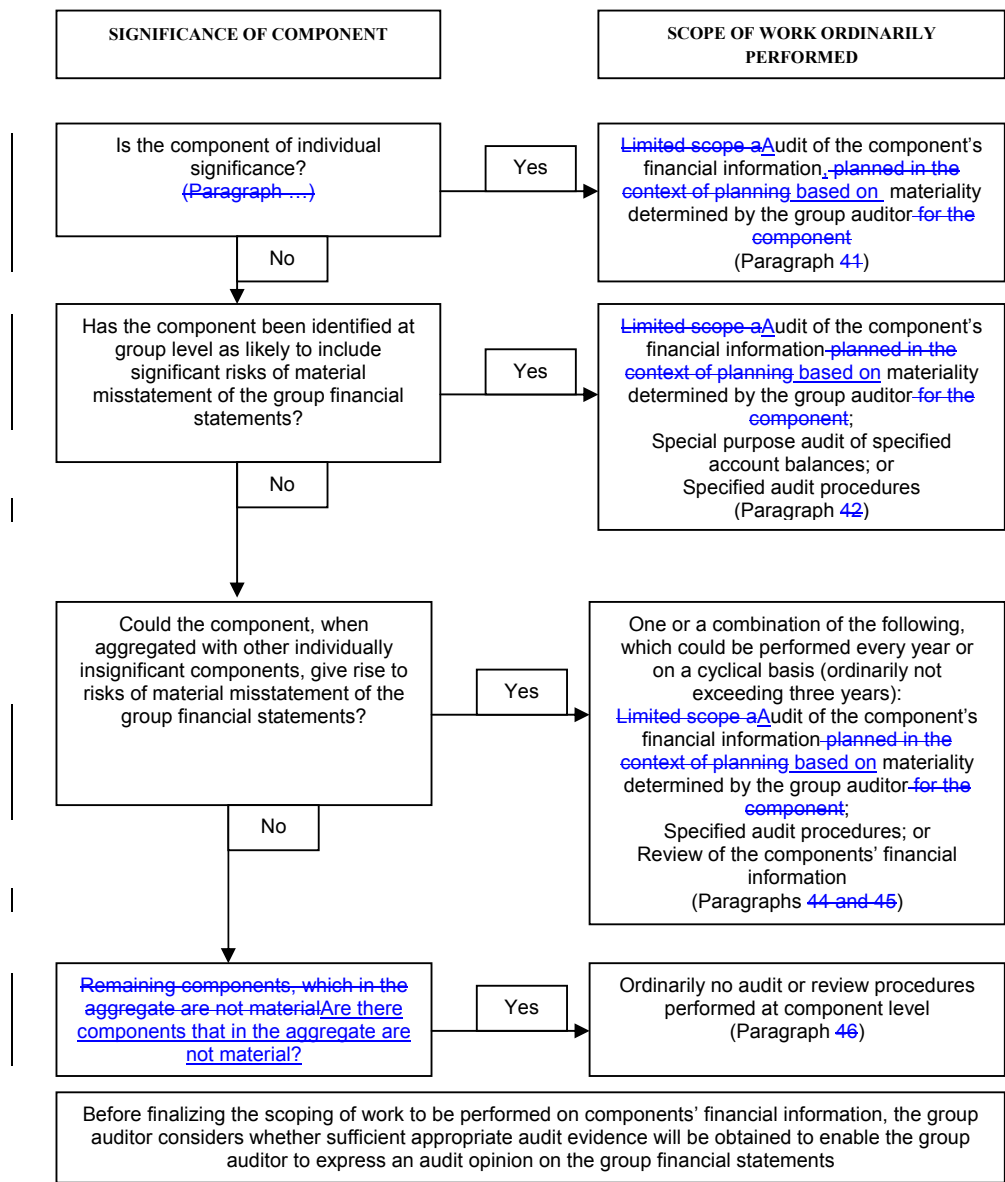 SIGNIFICANCE OF COMPONENT
SCOPE OF WORK ORDINARILY
PERFORMED
Is the component of individual
significance?
(Paragraph …)
Yes
Limited scope aAudit of the component's
financial information, planned in the
context of planning based on materiality
determined by the group auditor for the
component
(Paragraph 41)
No
Has the component been identified at
group level as likely to include
significant risks of material
misstatement of the group financial
statements?
Yes
Limited scope aAudit of the component's
financial information planned in the
context of planning based on materiality
determined by the group auditor for the
component;
Special purpose audit of specified
account balances; or
Specified audit procedures
(Paragraph 42)
No
Could the component, when
aggregated with other individually
insignificant components, give rise to
risks of material misstatement of the
group financial statements?
Yes
One or a combination of the following,
which could be performed every year or
on a cyclical basis (ordinarily not
exceeding three years):
Limited scope aAudit of the component's
financial information planned in the
context of planning based on materiality
determined by the group auditor for the
component;
Specified audit procedures; or
Review of the components' financial
information
(Paragraphs 44 and 45)
No
Remaining components, which in the
aggregate are not materialAre there
components that in the aggregate are
not material?
Yes
Ordinarily no audit or review procedures
performed at component level
(Paragraph 46)
Before finalizing the scoping of work to be performed on components' financial information, the group
auditor considers whether sufficient appropriate audit evidence will be obtained to enable the group
auditor to express an audit opinion on the group financial statements